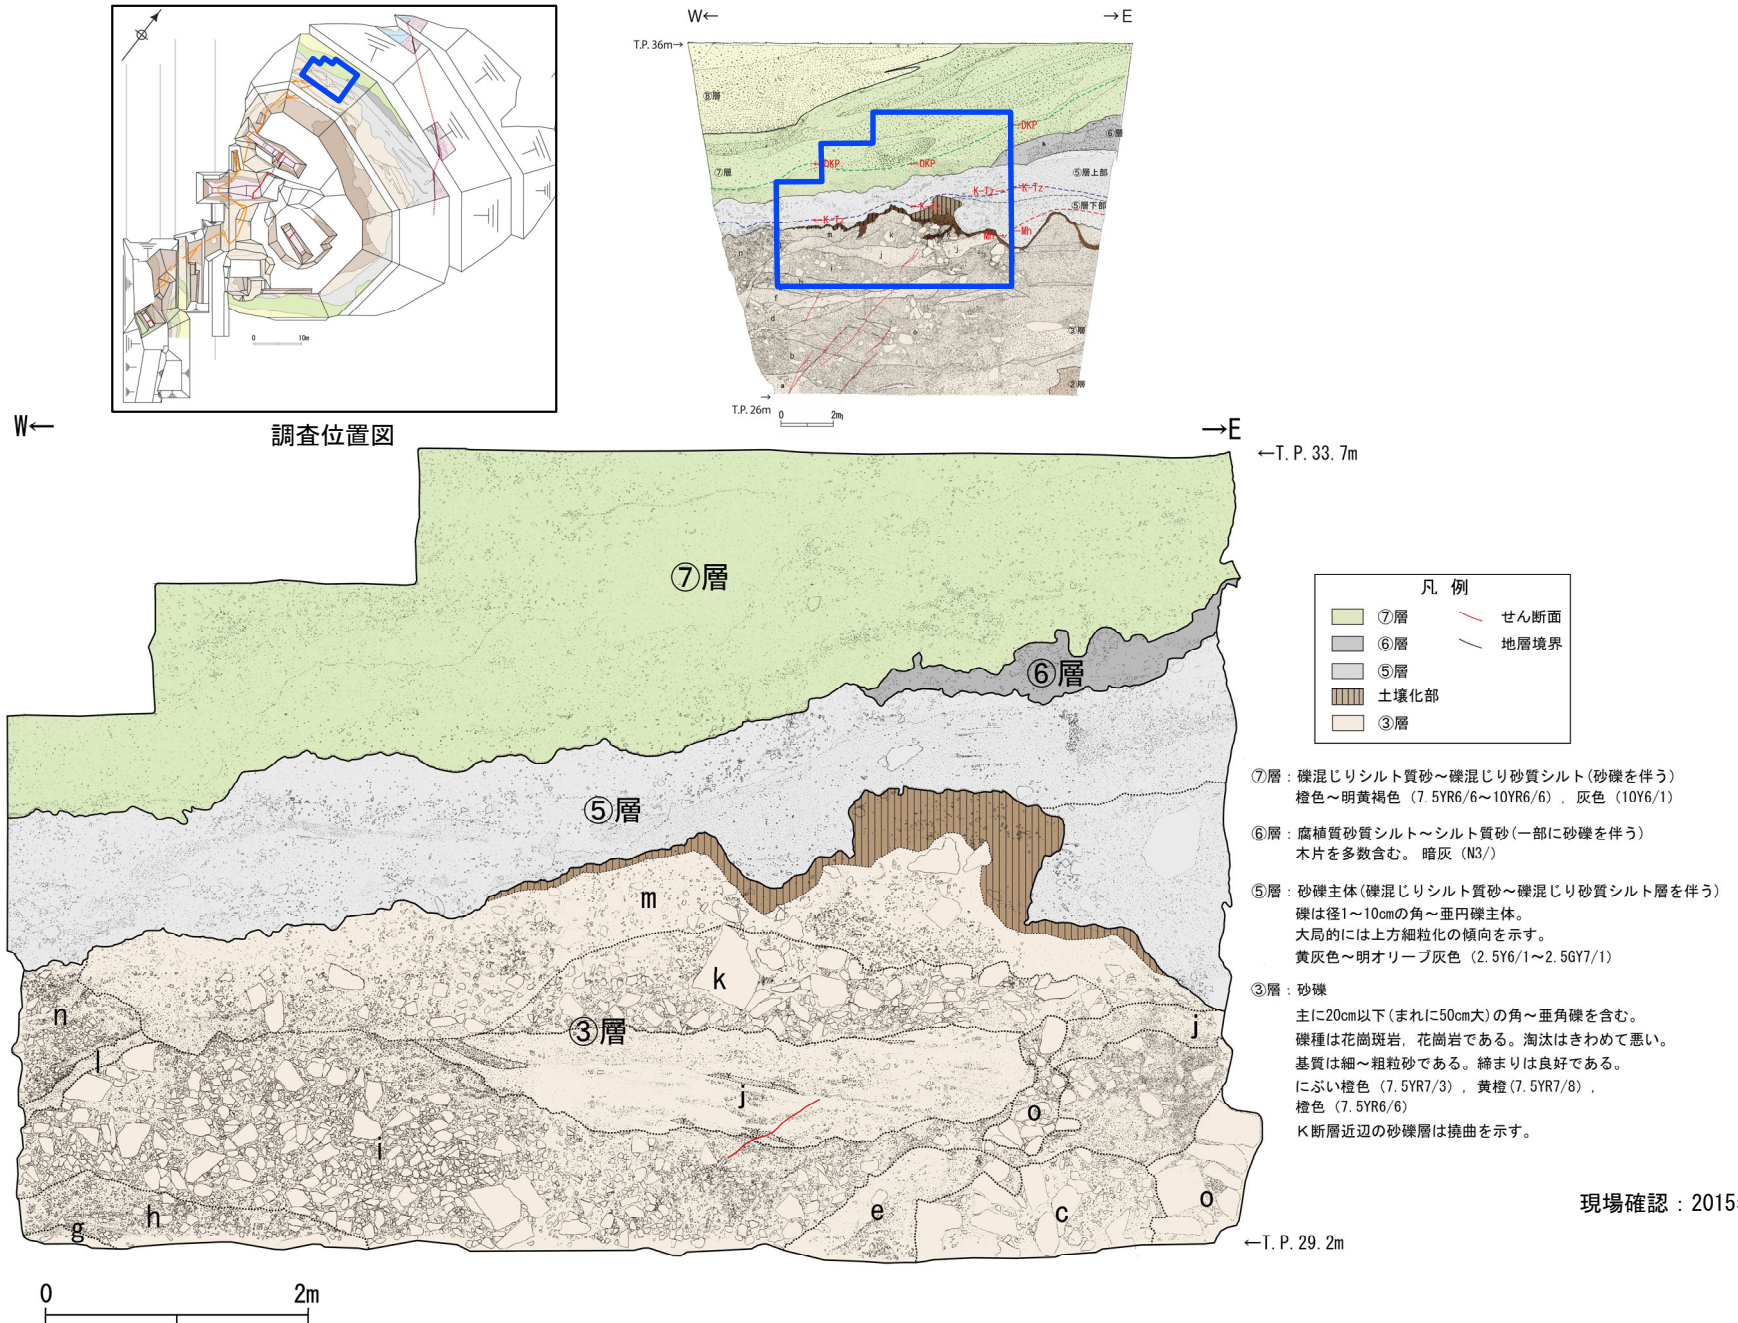 W←
→E
T.P. 36m→
⑧層
⑥層
a
←DKP
←DKP
←DKP
⑦層
⑤層上部
K-Tz→
←K-Tz
⑤層下部
←K-Tz
←K-Tz
Mh→
←Mh
m
k
n
j
j
i
h
f
d
③層
o
b
a
②層
→
T.P. 26m
0 2m
0 10m
調査位置図
W←
→E
←T.P. 33.7m
⑦層
⑥層
⑤層
m
k
n
③層
j
l
j
o
i
o
e
c
h
g
←T.P. 29.2m
0 2m
凡 例
⑦層 せん断面
⑥層 地層境界
⑤層
土壌化部
③層
⑦層：礫混じりシルト質砂～礫混じり砂質シルト(砂礫を伴う)
橙色～明黄褐色（7.5YR6/6～10YR6/6），灰色（10Y6/1）
⑥層：腐植質砂質シルト～シルト質砂(一部に砂礫を伴う)
木片を多数含む。暗灰（N3/）
⑤層：砂礫主体(礫混じりシルト質砂～礫混じり砂質シルト層を伴う)
礫は径1～10cmの角～亜円礫主体。
大局的には上方細粒化の傾向を示す。
黄灰色～明オリーブ灰色（2.5Y6/1～2.5GY7/1）
③層：砂礫
主に20cm以下(まれに50cm大)の角～亜角礫を含む。
礫種は花崗斑岩，花崗岩である。淘汰はきわめて悪い。
基質は細～粗粒砂である。締まりは良好である。
にぶい橙色（7.5YR7/3），黄橙(7.5YR7/8），
橙色（7.5YR6/6）
K断層近辺の砂礫層は撓曲を示す。
現場確認：2015